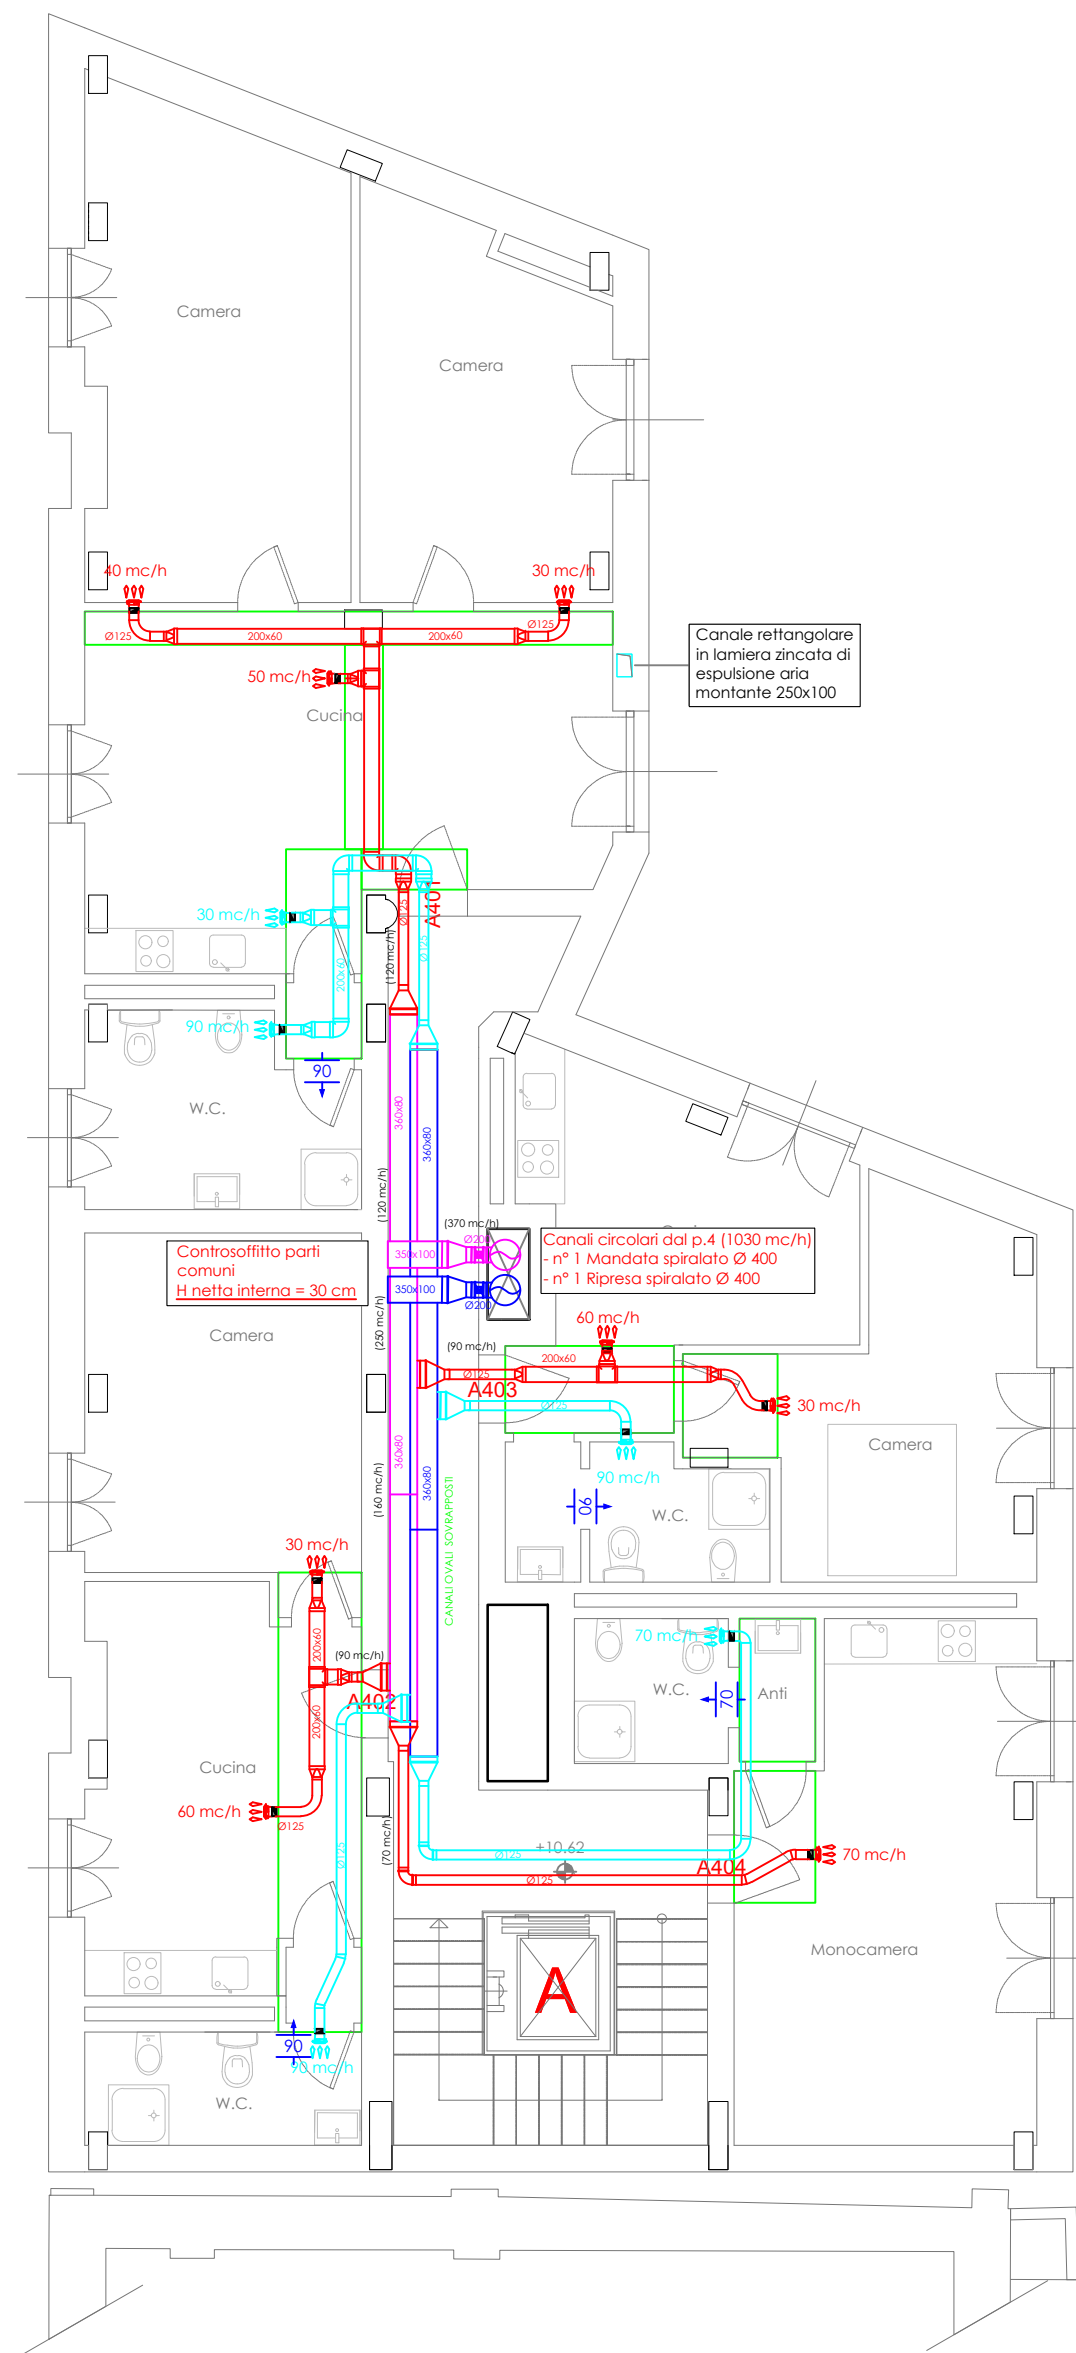 Camera
Camera
40 mc/h
30 mc/h
Ø125
200x60
200x60
Ø125
Canale rettangolare
in lamiera zincata di
espulsione aria
montante 250x100
50 mc/h
Cucina
A401
30 mc/h
Ø125
Ø125
(120 mc/h)
200x60
90 mc/h
90
W.C.
360x80
360x80
(120 mc/h)
(370 mc/h)
Ø200
350x100
350x100
Ø200
Canali circolari dal p.4 (1030 mc/h)
- n° 1 Mandata spiralato Ø 400
- n° 1 Ripresa spiralato Ø 400
Controsoffitto parti
comuni
H netta interna = 30 cm
Camera
(250 mc/h)
60 mc/h
(90 mc/h)
200x60
Ø125
A403
Ø125
30 mc/h
Camera
90 mc/h
360x80
360x80
(160 mc/h)
CANALI OVALI SOVRAPPOSTI
90
W.C.
30 mc/h
200x60
(90 mc/h)
A402
200x60
70 mc/h
W.C.
70
Anti
Cucina
60 mc/h
Ø125
Ø125
(70 mc/h)
+10.62
Ø125
Ø125
A404
70 mc/h
Monocamera
A
90
90 mc/h
W.C.